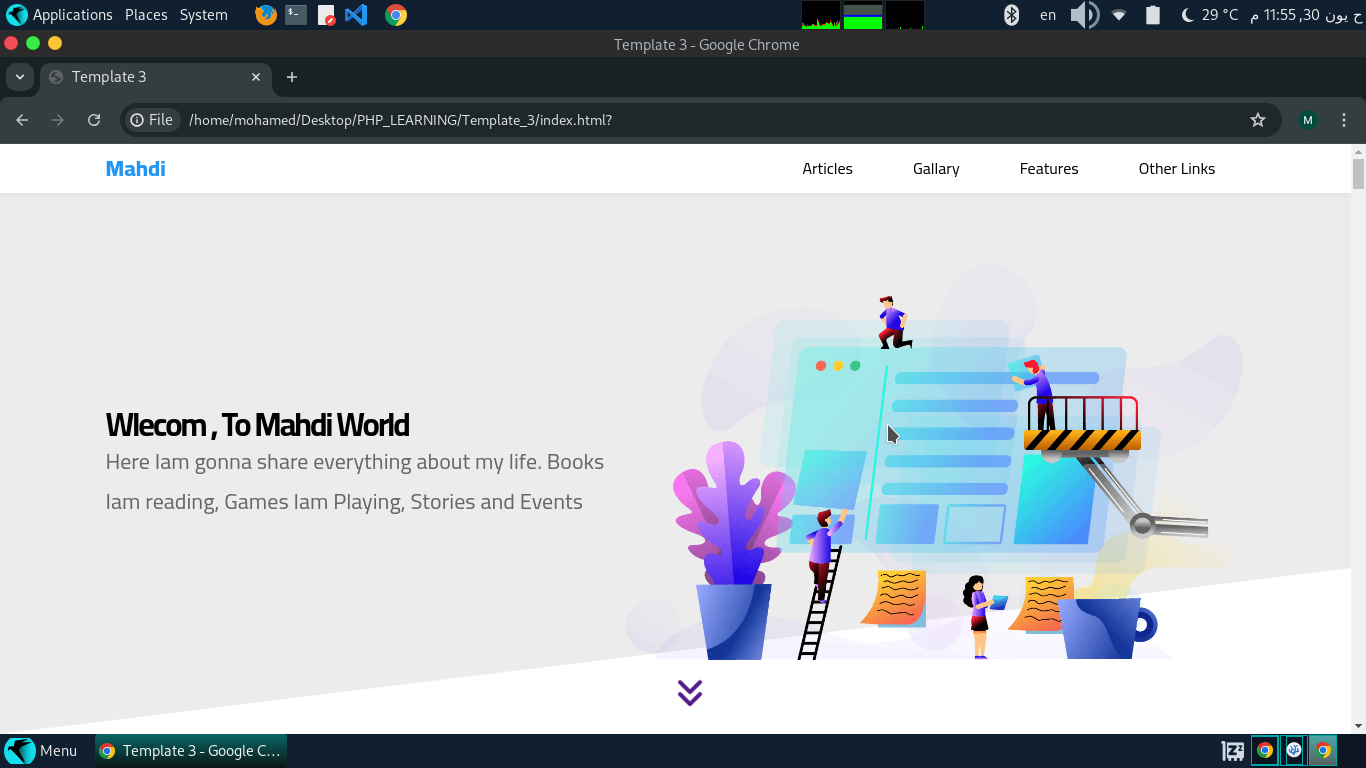 Applications Places System
en
29 °C
ح يون 30, 11:55 م
Template 3 - Google Chrome
Template 3
File /home/mohamed/Desktop/PHP_LEARNING/Template_3/index.html?
M
Mahdi
Articles Gallary Features Other Links
Wlecom , To Mahdi World
Here Iam gonna share everything about my life. Books
Iam reading, Games Iam Playing, Stories and Events
Menu Template 3 - Google C...